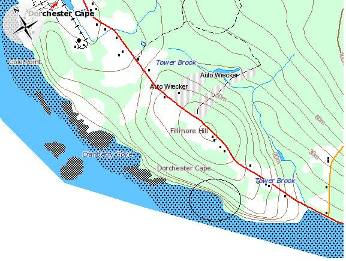 Dorchester Cape
Tower Brook
Auto Wrecker
Auto Wrecker
Fillmore Hill
Dorchester Cape
Tower Brook